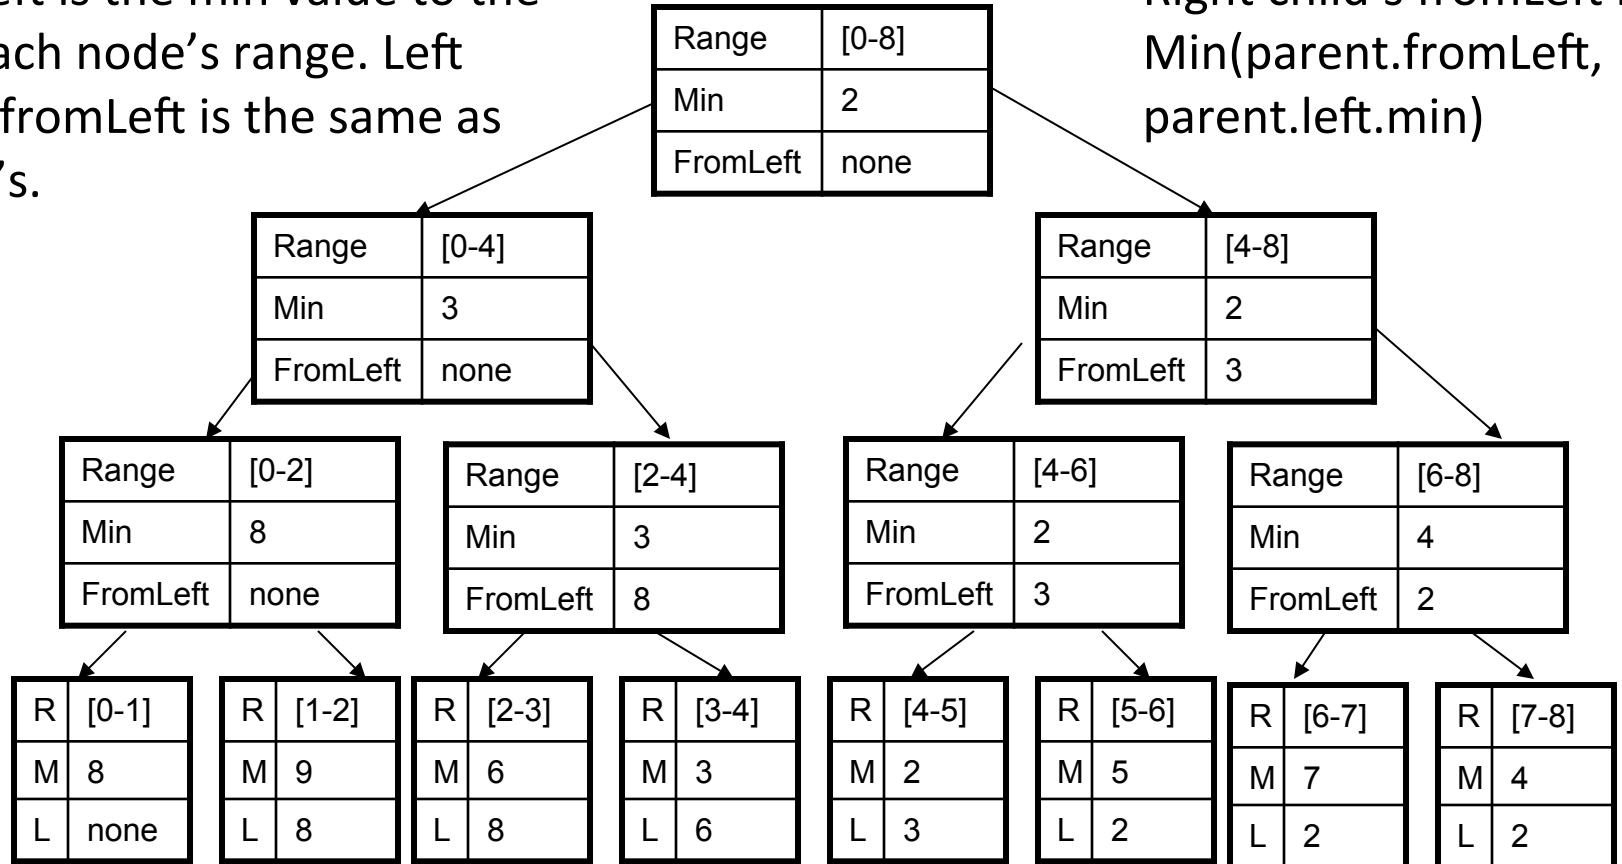 is the min value to the
node's range. Left
fromLeft is the same as
's.
Right child's fromLeft
Min(parent.fromLeft,
parent.left.min)
Range [0-8]
Min 2
FromLeft none
Range [0-4]
Min 3
FromLeft none
Range [4-8]
Min 2
FromLeft 3
Range [0-2]
Min 8
FromLeft none
Range [2-4]
Min 3
FromLeft 8
Range [4-6]
Min 2
FromLeft 3
Range [6-8]
Min 4
FromLeft 2
R [0-1]
M 8
L none
R [1-2]
M 9
L 8
R [2-3]
M 6
L 8
R [3-4]
M 3
L 6
R [4-5]
M 2
L 3
R [5-6]
M 5
L 2
R [6-7]
M 7
L 2
R [7-8]
M 4
L 2